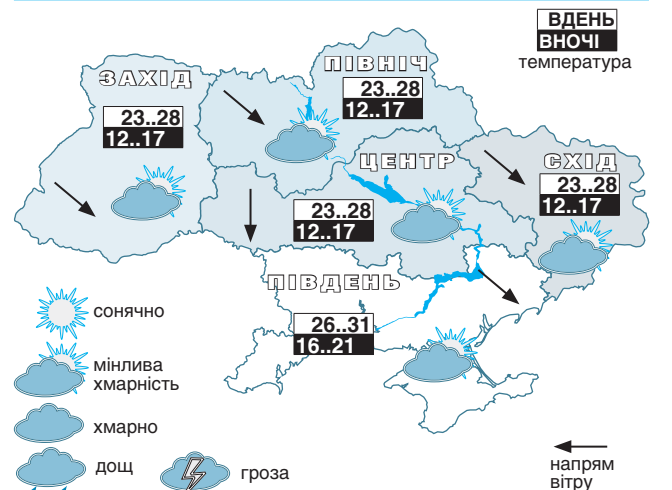 ВДЕНЬ
ВНОЧІ
температура
ПІВНІЧ
23..28
12..17
ЗАХІД
23..28
12..17
ЦЕНТР
23..28
12..17
СХІД
23..28
12..17
ПІВДЕНЬ
26..31
16..21
сонячно
мінлива
хмарність
хмарно
дощ
гроза
напрям
вітру